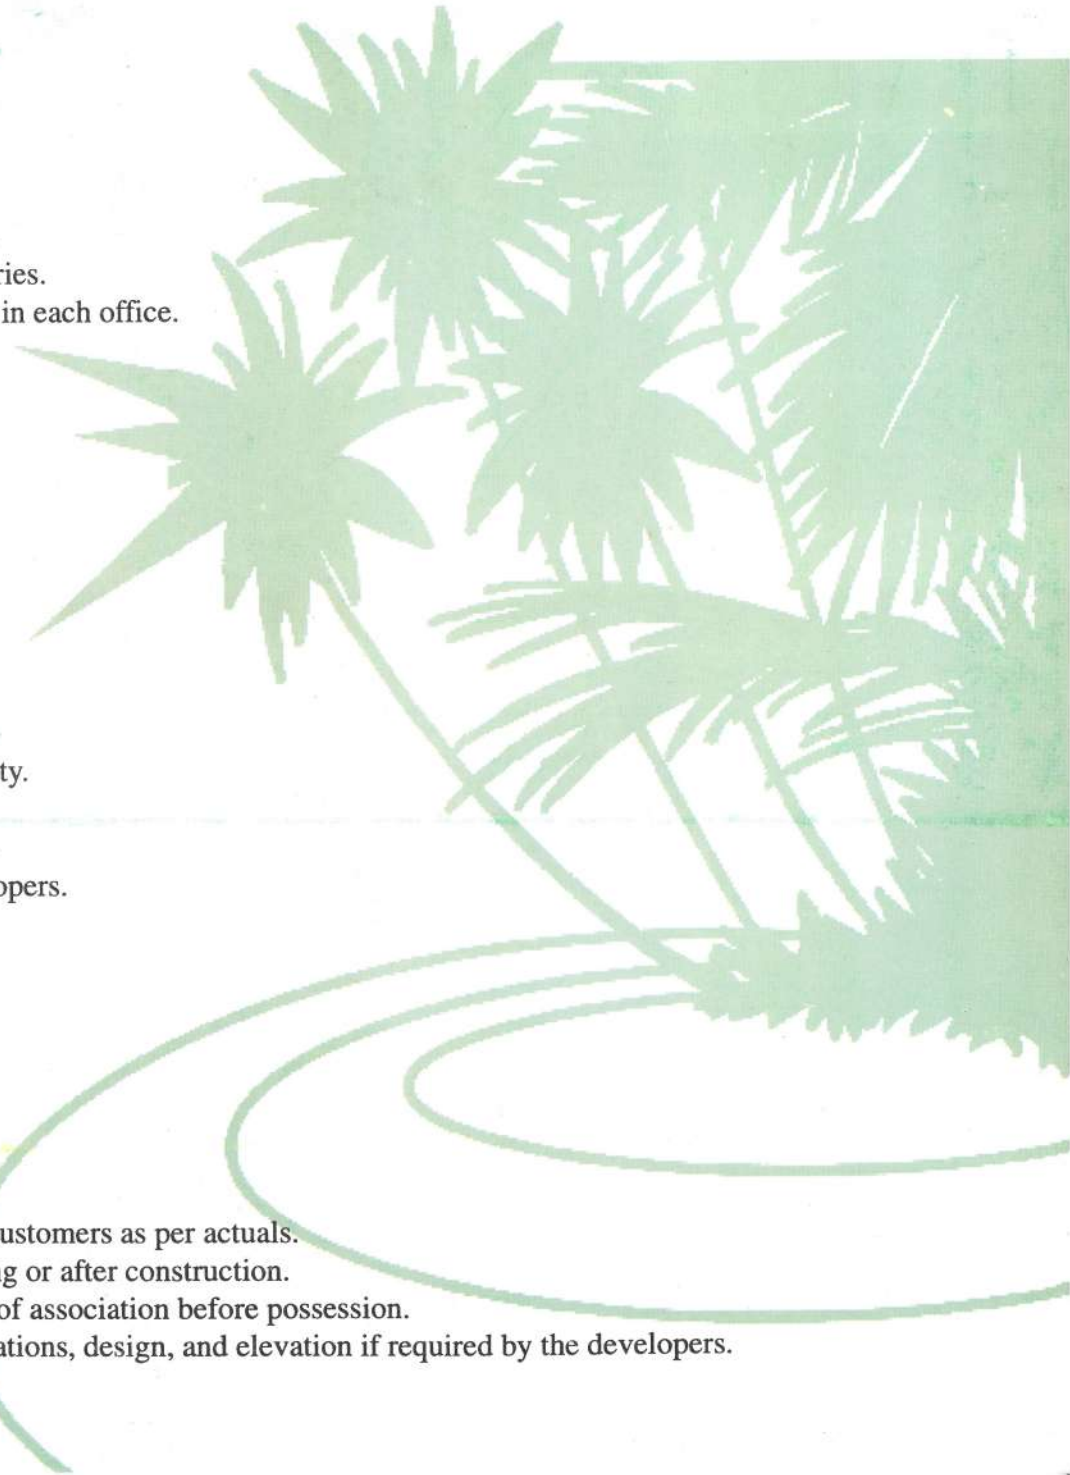 ries.
in each office.
ty.
opers.
ustomers as per actuals.
g or after construction.
of association before possession.
ations, design, and elevation if required by the developers.